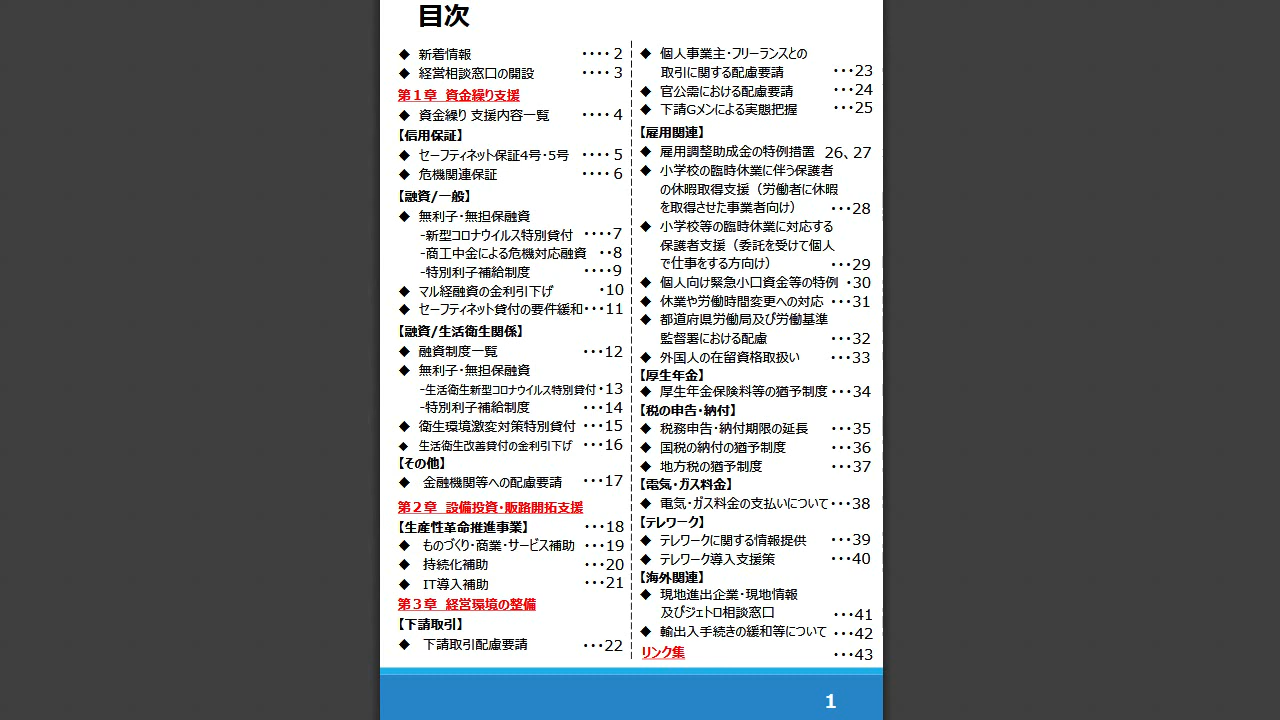 目次
◆ 新着情報 ・・・・2
◆ 経営相談窓口の開設 ・・・・3
第１章 資金繰り支援
◆ 資金繰り 支援内容一覧 ・・・・4
【信用保証】
◆ セーフティネット保証4号・5号 ・・・・5
◆ 危機関連保証 ・・・・6
【融資/一般】
◆ 無利子・無担保融資
-新型コロナウイルス特別貸付 ・・・・7
-商工中金による危機対応融資 ・・8
-特別利子補給制度 ・・・・9
◆ マル経融資の金利引下げ ・10
◆ セーフティネット貸付の要件緩和・・・11
【融資/生活衛生関係】
◆ 融資制度一覧 ・・・12
◆ 無利子・無担保融資
-生活衛生新型コロナウイルス特別貸付 ・13
-特別利子補給制度 ・・・14
◆ 衛生環境激変対策特別貸付 ・・・15
◆ 生活衛生改善貸付の金利引下げ ・・・16
【その他】
◆ 金融機関等への配慮要請 ・・・17
第２章 設備投資・販路開拓支援
【生産性革命推進事業】 ・・・18
◆ ものづくり・商業・サービス補助 ・・・19
◆ 持続化補助 ・・・20
◆ IT導入補助 ・・・21
第３章 経営環境の整備
【下請取引】
◆ 下請取引配慮要請 ・・・22
◆ 個人事業主・フリーランスとの
取引に関する配慮要請 ・・・23
◆ 官公需における配慮要請 ・・・24
◆ 下請Gメンによる実態把握 ・・・25
【雇用関連】
◆ 雇用調整助成金の特例措置 26、27
◆ 小学校の臨時休業に伴う保護者
の休暇取得支援（労働者に休暇
を取得させた事業者向け） ・・・28
◆ 小学校等の臨時休業に対応する
保護者支援（委託を受けて個人
で仕事をする方向け） ・・・29
◆ 個人向け緊急小口資金等の特例 ・30
◆ 休業や労働時間変更への対応 ・・・31
◆ 都道府県労働局及び労働基準
監督署における配慮 ・・・32
◆ 外国人の在留資格取扱い ・・・33
【厚生年金】
◆ 厚生年金保険料等の猶予制度 ・・・34
【税の申告・納付】
◆ 税務申告・納付期限の延長 ・・・35
◆ 国税の納付の猶予制度 ・・・36
◆ 地方税の猶予制度 ・・・37
【電気・ガス料金】
◆ 電気・ガス料金の支払いについて・・・38
【テレワーク】
◆ テレワークに関する情報提供 ・・・39
◆ テレワーク導入支援策 ・・・40
【海外関連】
◆ 現地進出企業・現地情報
及びジェトロ相談窓口 ・・・41
◆ 輸出入手続きの緩和等について ・・・42
リンク集 ・・・43
1